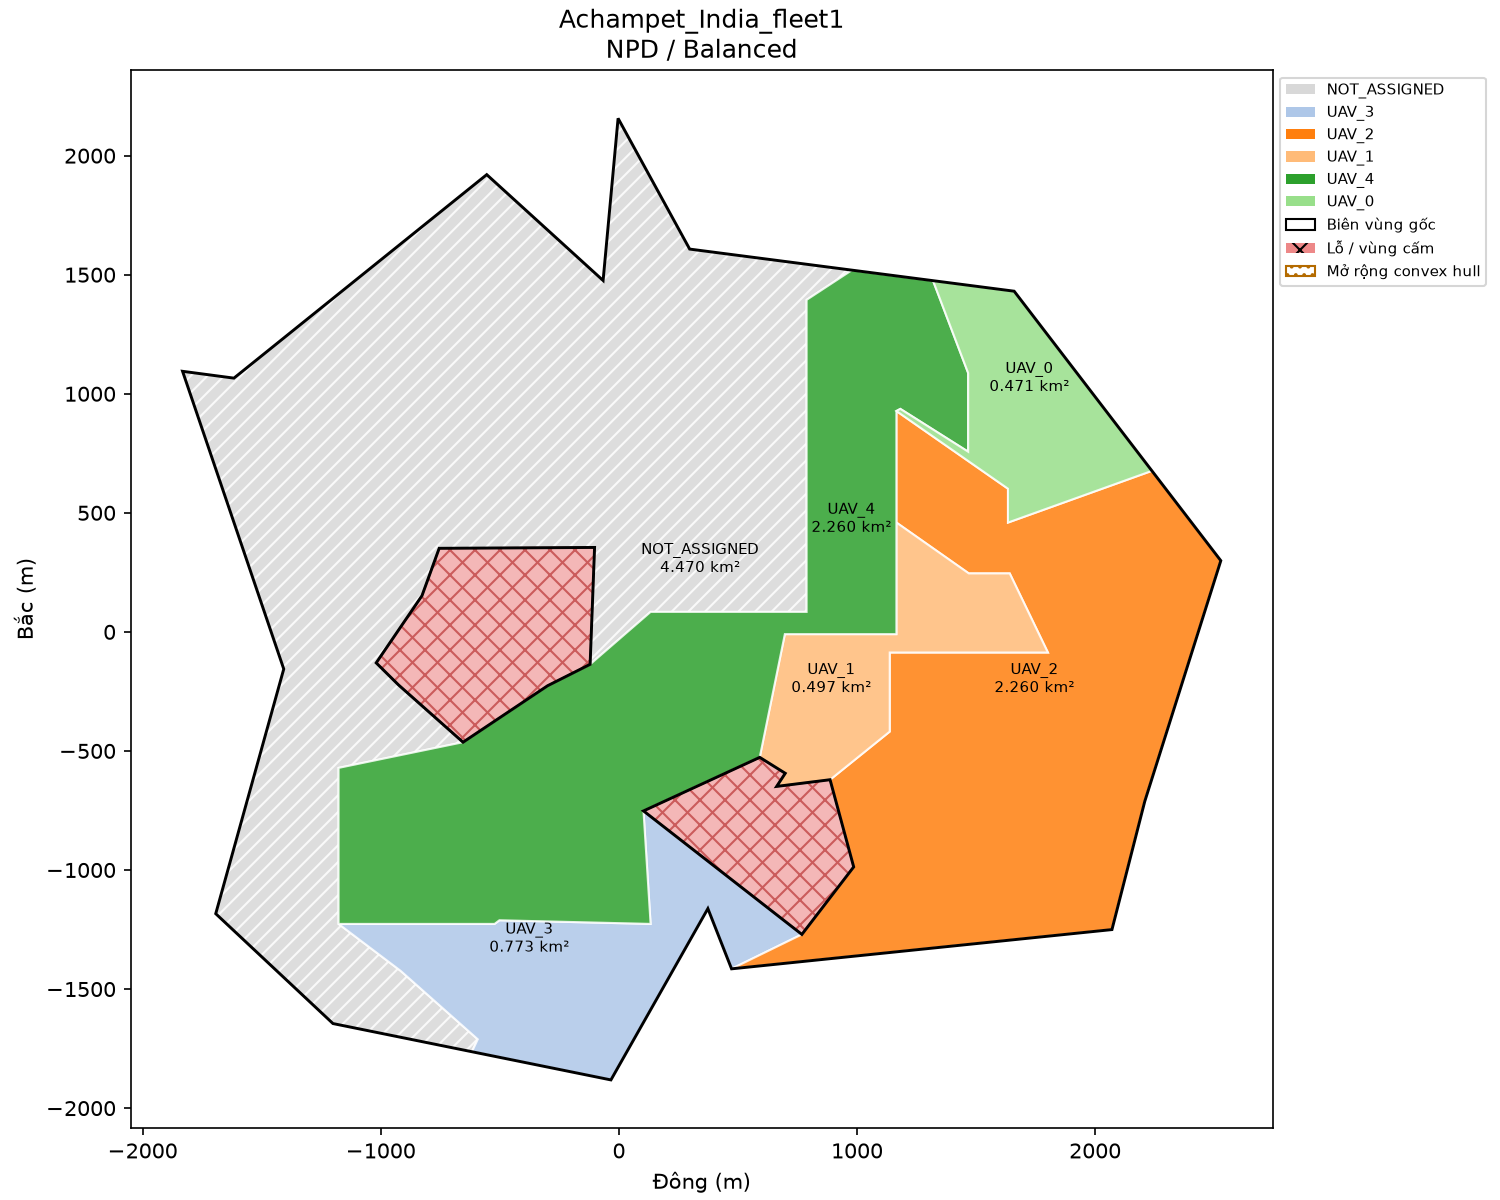 Achampet_India_fleet1
NPD / Balanced
NOT_ASSIGNED
UAV_3
UAV_2
UAV_1
UAV_4
UAV_0
Biên vùng gốc
Lỗ / vùng cấm
Mở rộng convex hull
UAV_0
0.471 km²
UAV_4
2.260 km²
NOT_ASSIGNED
4.470 km²
UAV_1
0.497 km²
UAV_2
2.260 km²
UAV_3
0.773 km²
2000
1500
1000
500
0
−500
−1000
−1500
−2000
Bắc (m)
−2000
−1000
0
1000
2000
Đông (m)